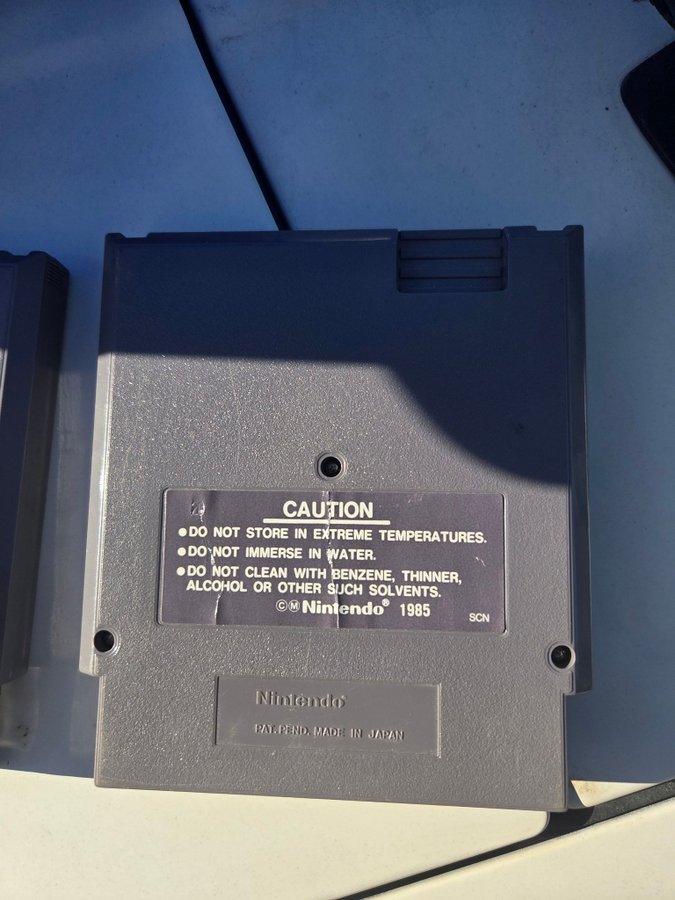 CAUTION
●DO NOT STORE IN EXTREME TEMPERATURES.
●DO NOT IMMERSE IN WATER.
●DO NOT CLEAN WITH BENZENE, THINNER,
ALCOHOL OR OTHER SUCH SOLVENTS.
©Ⓜ Nintendo® 1985
SCN
Nintendo®
PAT. PEND. MADE IN JAPAN